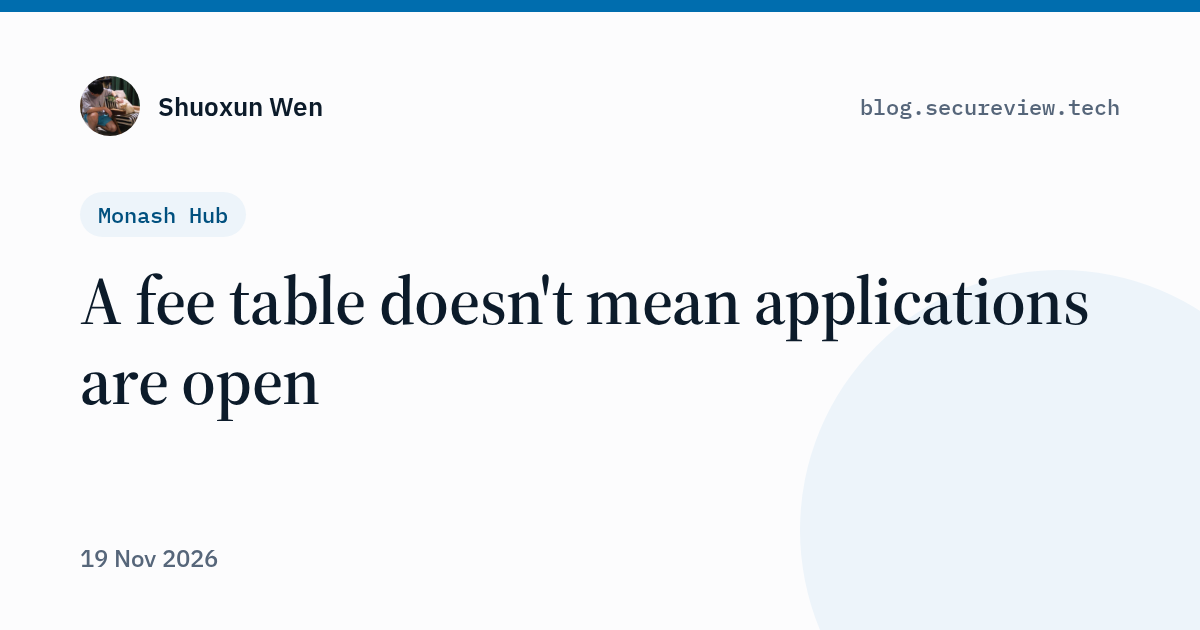 Shuoxun Wen
blog.secureview.tech
Monash Hub
A fee table doesn't mean applications
are open
19 Nov 2026